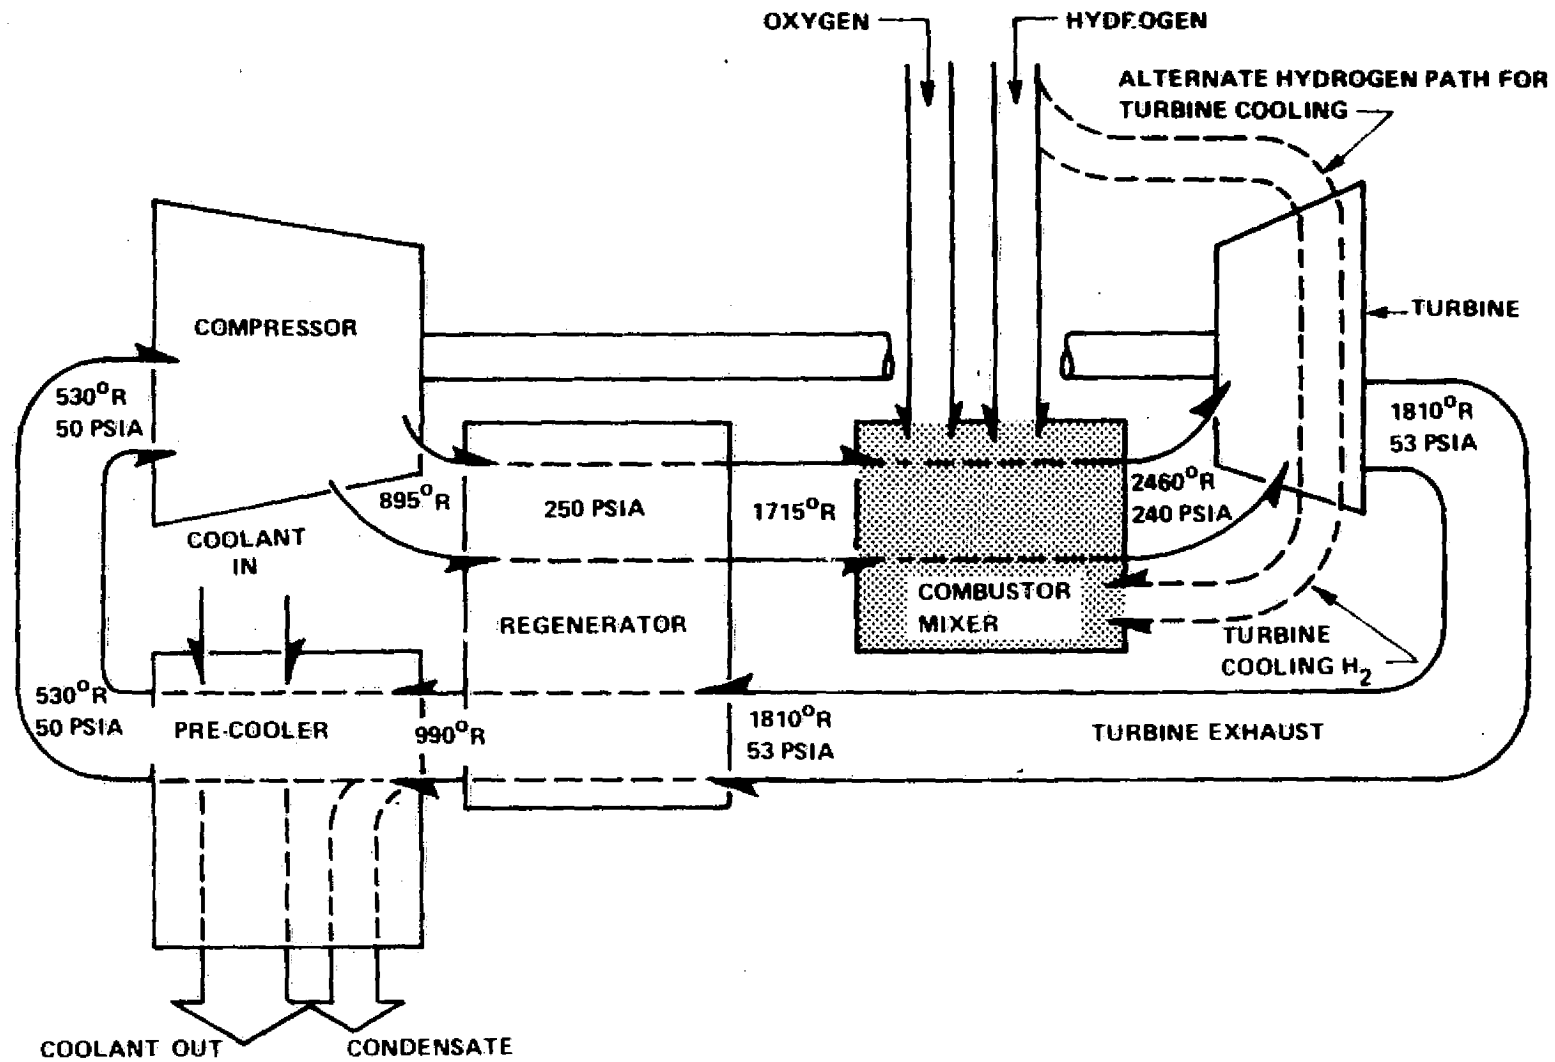 OXYGEN
HYDROGEN
ALTERNATE HYDROGEN PATH FOR
TURBINE COOLING
COMPRESSOR
TURBINE
530°R
50 PSIA
1810°R
53 PSIA
895°R
250 PSIA
1715°R
2460°R
240 PSIA
COOLANT
IN
COMBUSTOR
MIXER
REGENERATOR
TURBINE
COOLING H₂
530°R
50 PSIA
PRE-COOLER
990°R
1810°R
53 PSIA
TURBINE EXHAUST
COOLANT OUT
CONDENSATE